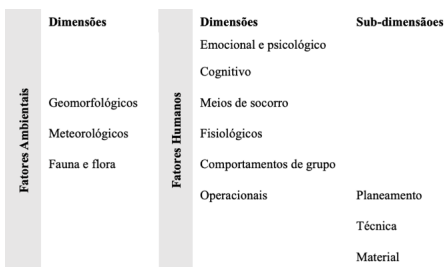 Dimensões
Dimensões
Sub-dimensãoes
Fatores Ambientais
Geomorfológicos
Meteorológicos
Fauna e flora
Fatores Humanos
Emocional e psicológico
Cognitivo
Meios de socorro
Fisiológicos
Comportamentos de grupo
Operacionais
Planeamento
Técnica
Material